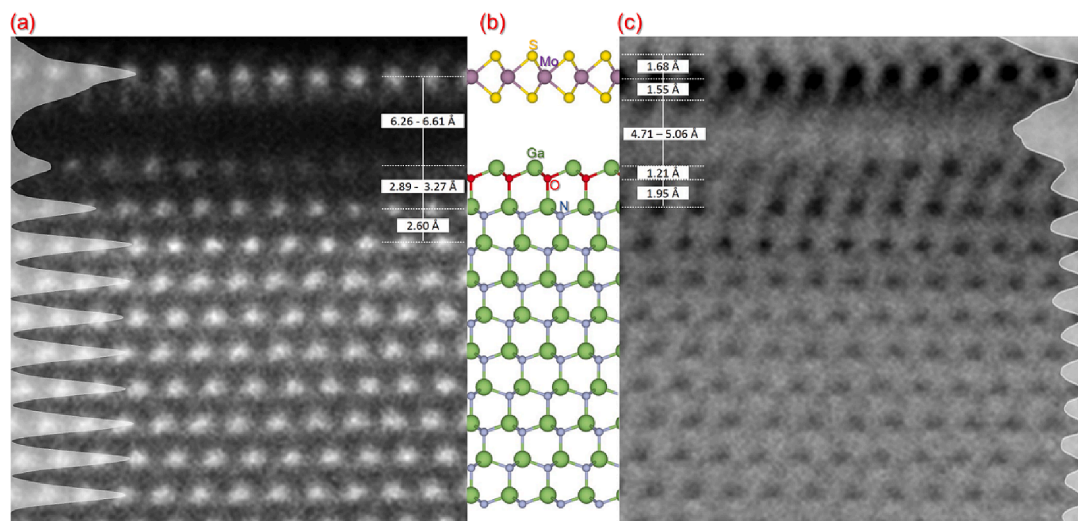 (a)
(b)
(c)
S
Mo
Ga
O
N
6.26 - 6.61 Å
2.89 - 3.27 Å
2.60 Å
1.68 Å
1.55 Å
4.71 – 5.06 Å
1.21 Å
1.95 Å